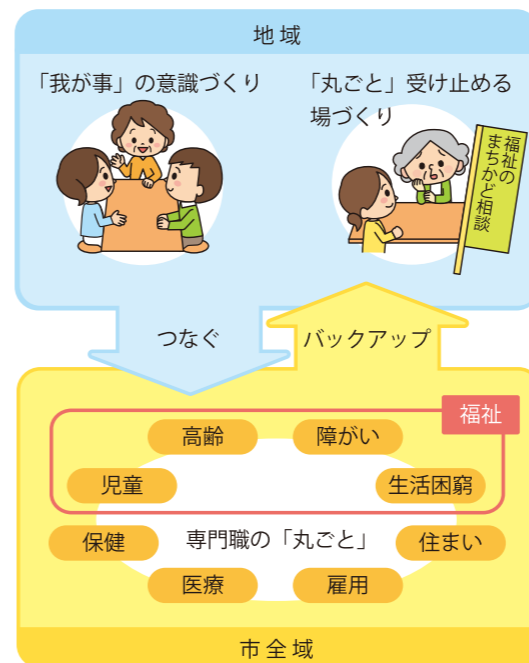 地域
「我が事」の意識づくり
「丸ごと」受け止める
場づくり
福祉の
まちかど相談
つなぐ
バックアップ
福祉
高齢
障がい
児童
生活困窮
保健
専門職の「丸ごと」
住まい
医療
雇用
市全域